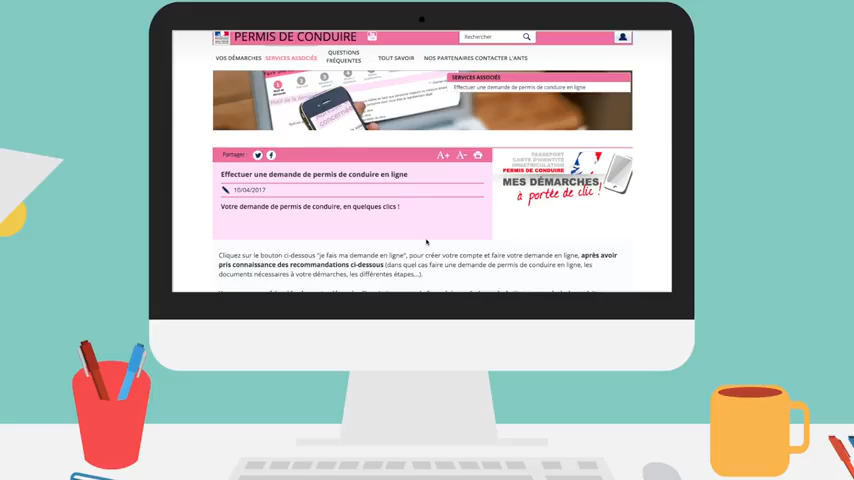 PERMIS DE CONDUIRE
Rechercher
VOS DÉMARCHES SERVICES ASSOCIÉS QUESTIONS FRÉQUENTES TOUT SAVOIR NOS PARTENAIRES CONTACTER L'ANTS
SERVICES ASSOCIÉS
Effectuer une demande de permis de conduire en ligne
Partager
A+ A-
Effectuer une demande de permis de conduire en ligne
10/04/2017
Votre demande de permis de conduire, en quelques clics !
PASSEPORT
CARTE D'IDENTITÉ
IMMATRICULATION
PERMIS DE CONDUIRE
MES DÉMARCHES
à portée de clic !
Cliquez sur le bouton ci-dessous "je fais ma demande en ligne", pour créer votre compte et faire votre demande en ligne, après avoir
pris connaissance des recommandations ci-dessous (dans quel cas faire une demande de permis de conduire en ligne, les
documents nécessaires à votre démarches, les différentes étapes...).